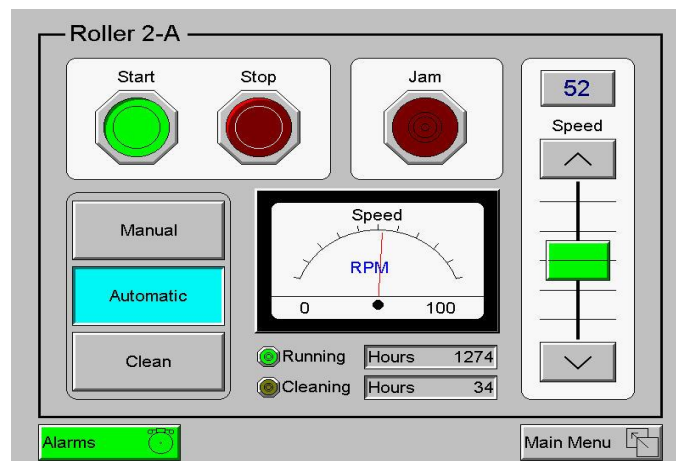 Roller 2-A
Start
Stop
Jam
52
Speed
Manual
Automatic
Clean
Speed
RPM
0
100
Running
Hours 1274
Cleaning
Hours 34
Alarms
Main Menu